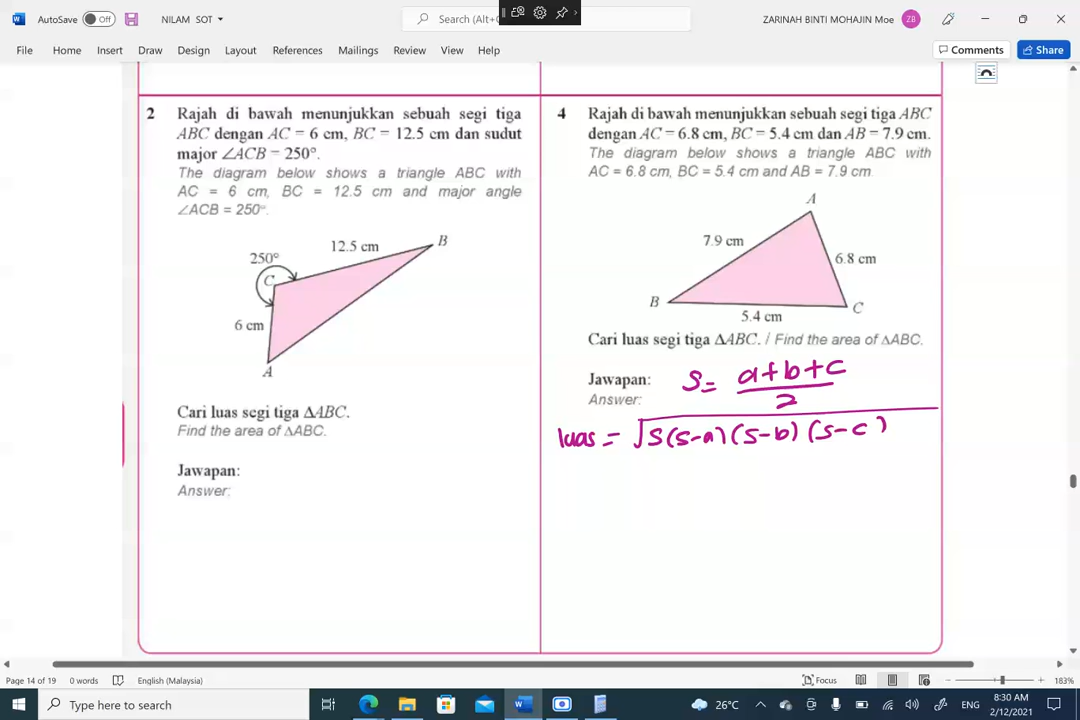 AutoSave Off NILAM SOT Search (Alt+ ZARINAH BINTI MOHAJIN Moe ZB
File Home Insert Draw Design Layout References Mailings Review View Help Comments Share
2 Rajah di bawah menunjukkan sebuah segi tiga
ABC dengan AC = 6 cm, BC = 12.5 cm dan sudut
major ∠ACB = 250°.
The diagram below shows a triangle ABC with
AC = 6 cm, BC = 12.5 cm and major angle
∠ACB = 250°.
12.5 cm
B
250°
C
6 cm
A
Cari luas segi tiga ΔABC.
Find the area of ΔABC.
Jawapan:
Answer:
4 Rajah di bawah menunjukkan sebuah segi tiga ABC
dengan AC = 6.8 cm, BC = 5.4 cm dan AB = 7.9 cm.
The diagram below shows a triangle ABC with
AC = 6.8 cm, BC = 5.4 cm and AB = 7.9 cm
A
7.9 cm
6.8 cm
B
C
5.4 cm
Cari luas segi tiga ΔABC. / Find the area of ΔABC.
Jawapan: S = a+b+c
Answer: 2
luas = √S(S-a)(S-b)(S-c)
Page 14 of 19 0 words English (Malaysia) Focus 183%
Type here to search 26°C ENG 8:30 AM
2/12/2021